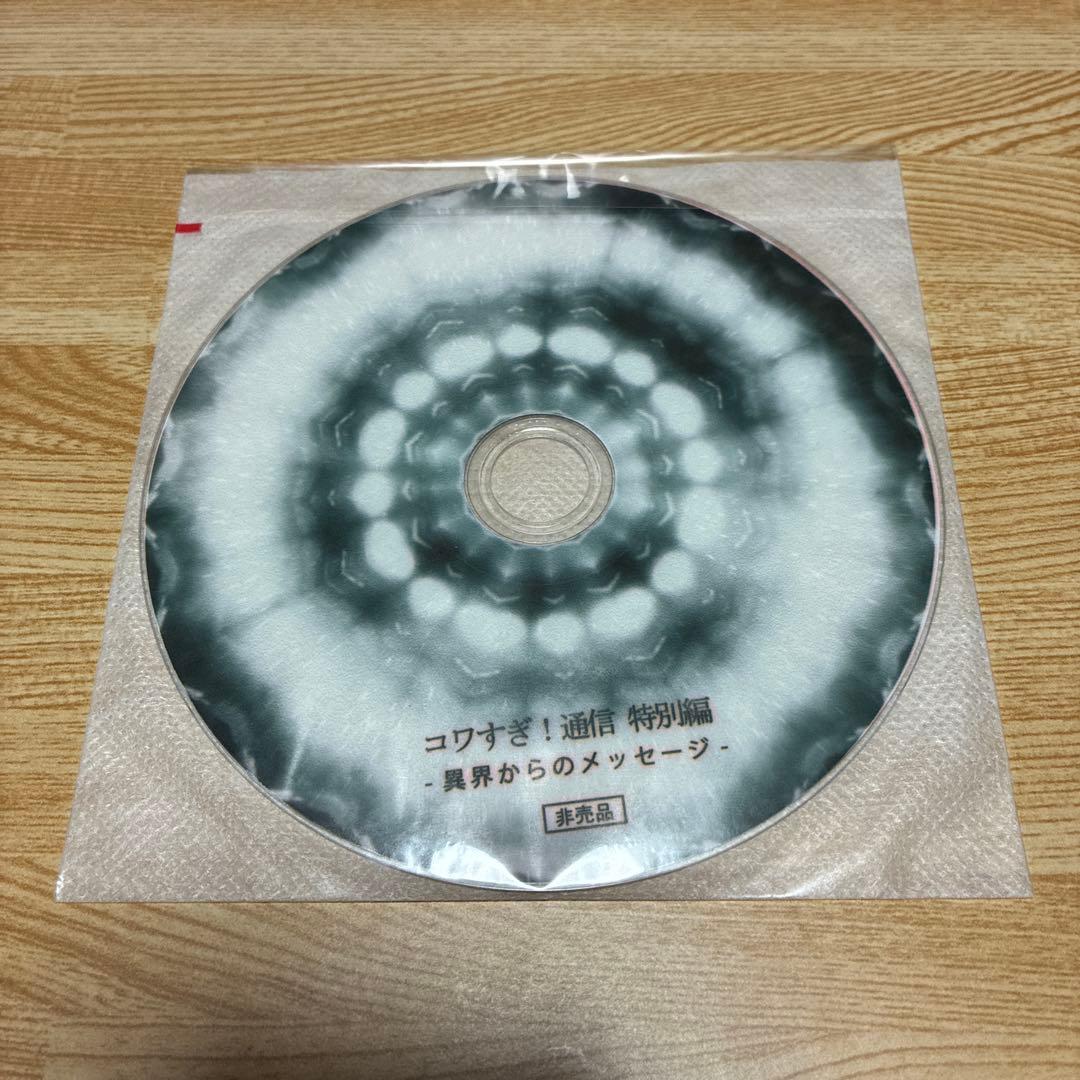 コワすぎ！通信 特別編
- 異界からのメッセージ -
非売品